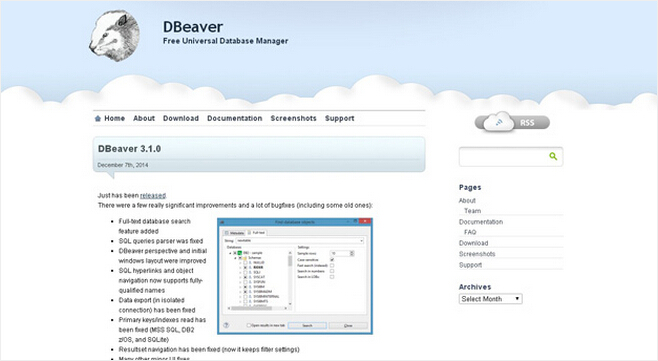 DBeaver
Free Universal Database Manager
Home About Download Documentation Screenshots Support
RSS
DBeaver 3.1.0
December 7th, 2014
Just has been released
There were a few really significant improvements and a lot of bugfixes (including some old ones):
Full-text database search
feature added
SQL queries parser was fixed
DBeaver perspective and initial
windows layout were improved
SQL hyperlinks and object
navigation now supports fully-
qualified names
Data export (in isolated
connection) has been fixed
Primary keys/indexes read has
been fixed (MSS SQL, DB2
z/OS, and SQLite)
Resultset navigation has been fixed (now it keeps filter settings)
Many other minor UI fixes
Find database objects
Metadata Full-text
String:
Databases
Settings
Sample rows:
Case sensitive
Fast search (indexed)
Search in numbers
Search in LOBs
Schemas
Open results in new tab
Search
Close
Pages
About
Team
Documentation
FAQ
Download
Screenshots
Support
Archives
Select Month